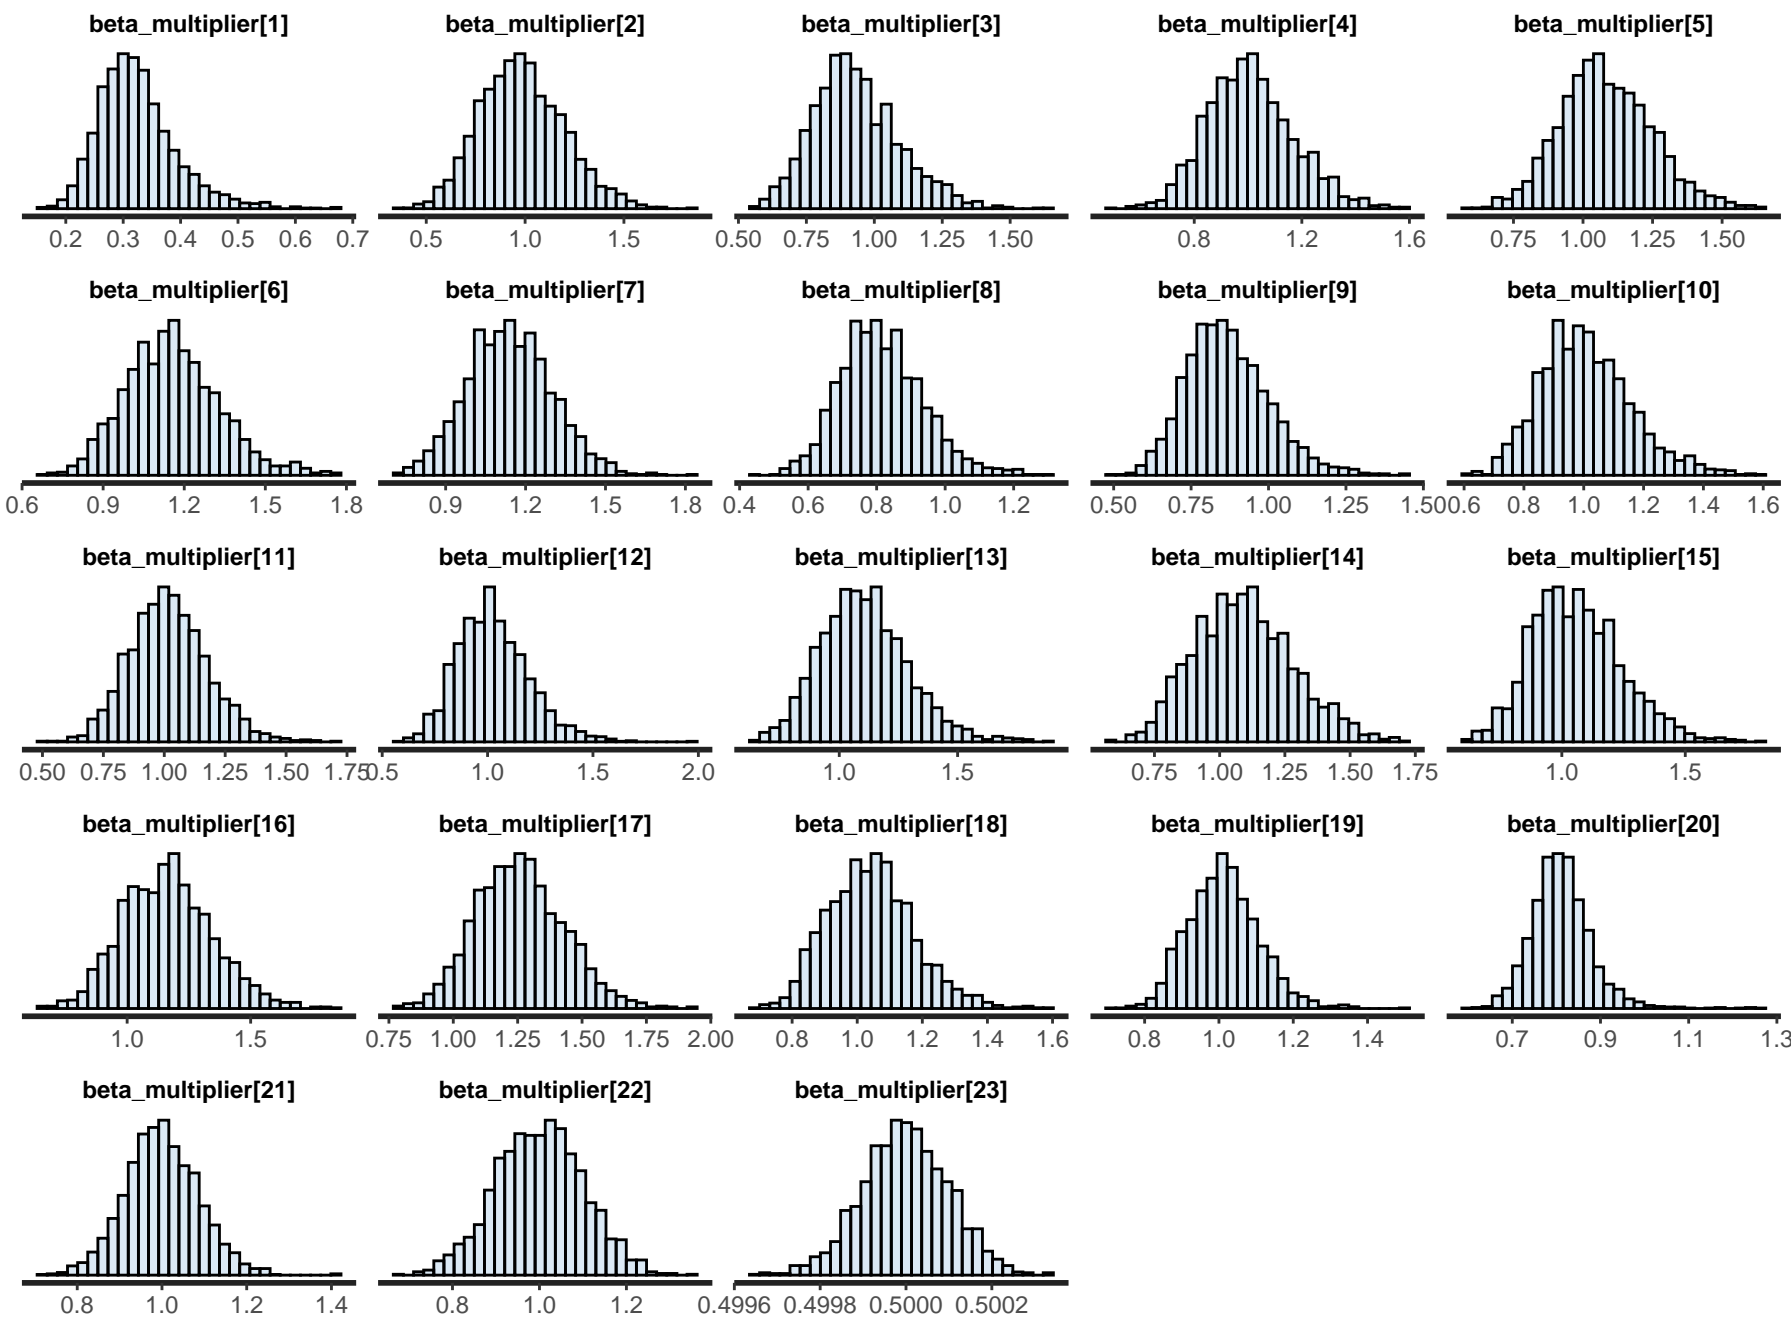 beta_multiplier[1] beta_multiplier[2] beta_multiplier[3] beta_multiplier[4] beta_multiplier[5]
0.2 0.3 0.4 0.5 0.6 0.7 0.5 1.0 1.5 0.50 0.75 1.00 1.25 1.50 0.8 1.2 1.6 0.75 1.00 1.25 1.50
beta_multiplier[6] beta_multiplier[7] beta_multiplier[8] beta_multiplier[9] beta_multiplier[10]
0.6 0.9 1.2 1.5 1.8 0.9 1.2 1.5 1.8 0.4 0.6 0.8 1.0 1.2 0.50 0.75 1.00 1.25 1.50 0.6 0.8 1.0 1.2 1.4 1.6
beta_multiplier[11] beta_multiplier[12] beta_multiplier[13] beta_multiplier[14] beta_multiplier[15]
0.50 0.75 1.00 1.25 1.50 1.75 0.5 1.0 1.5 2.0 1.0 1.5 0.75 1.00 1.25 1.50 1.75 1.0 1.5
beta_multiplier[16] beta_multiplier[17] beta_multiplier[18] beta_multiplier[19] beta_multiplier[20]
1.0 1.5 0.75 1.00 1.25 1.50 1.75 2.00 0.8 1.0 1.2 1.4 1.6 0.8 1.0 1.2 1.4 0.7 0.9 1.1 1.3
beta_multiplier[21] beta_multiplier[22] beta_multiplier[23]
0.8 1.0 1.2 1.4 0.8 1.0 1.2 0.4996 0.4998 0.5000 0.5002